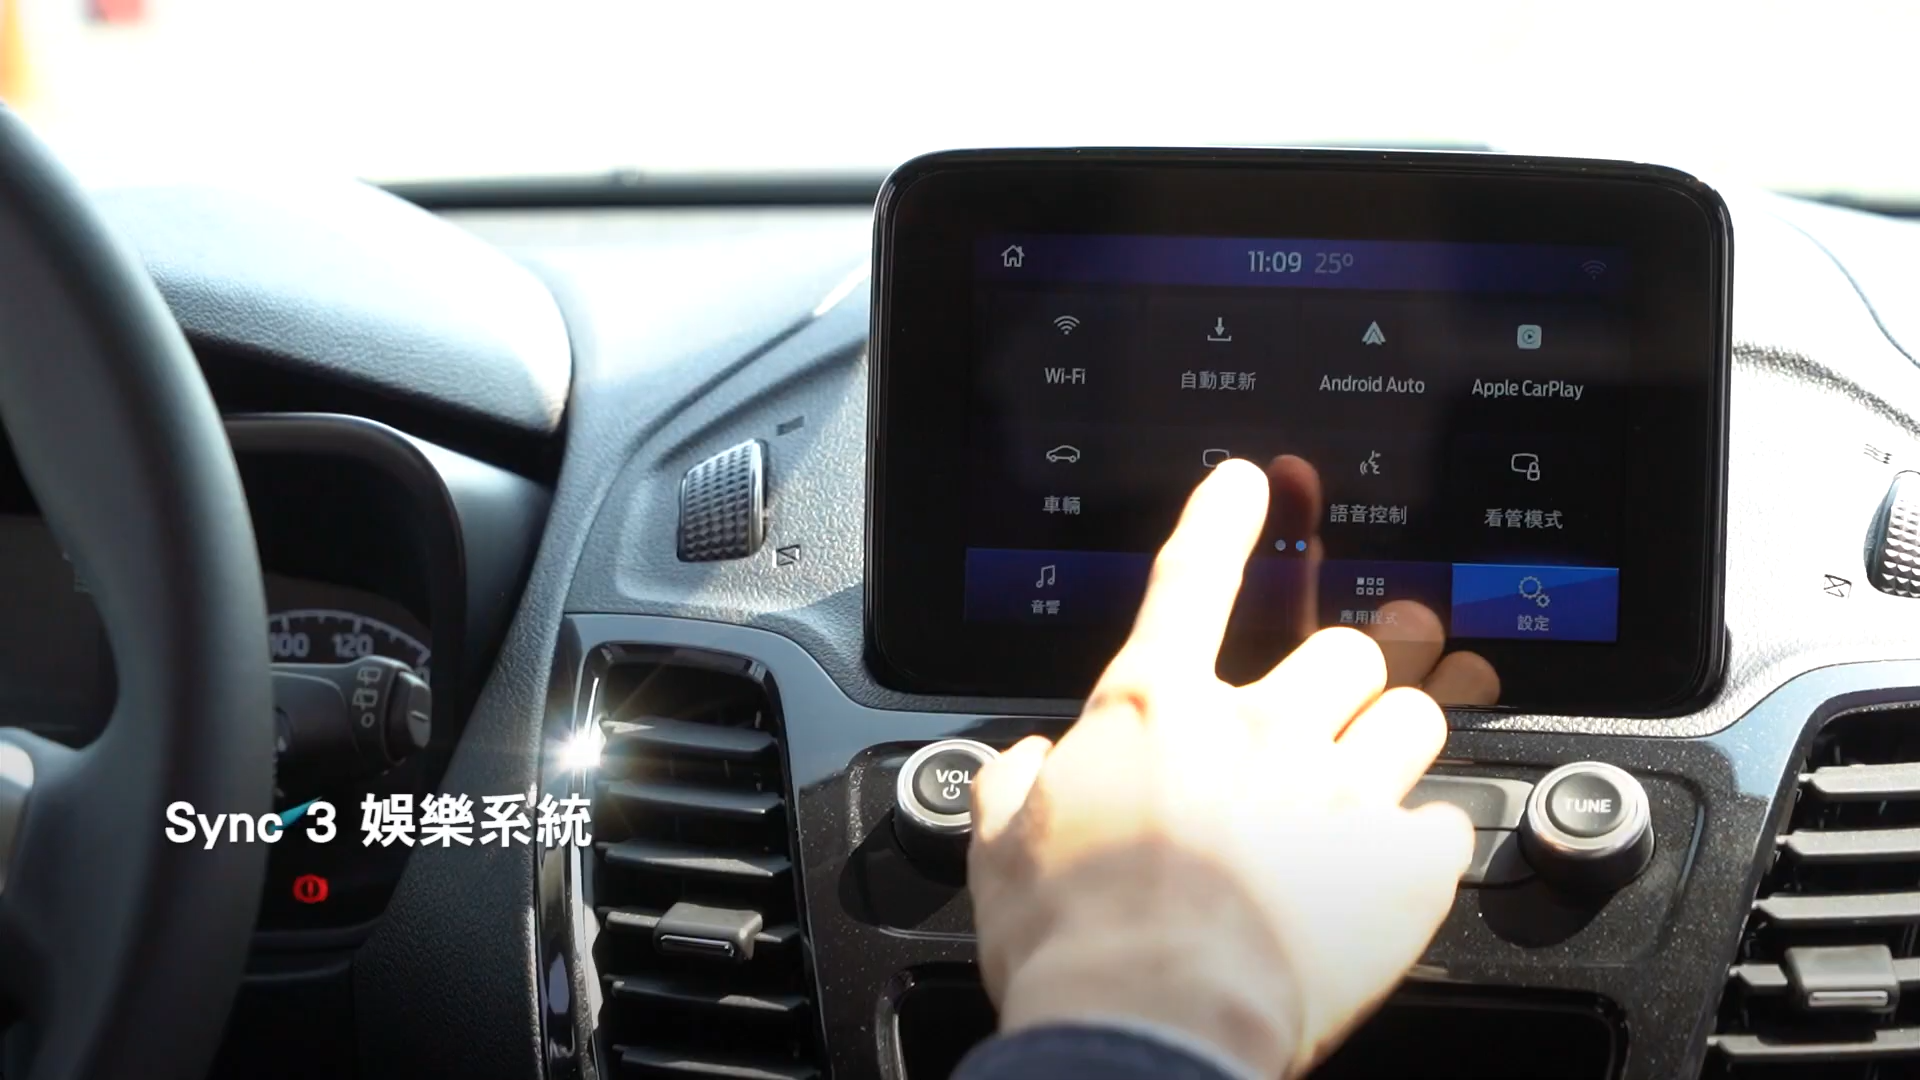 11:09 25°
Wi-Fi
自動更新
Android Auto
Apple CarPlay
車輛
語音控制
看管模式
音響
應用程式
設定
100 120
VOL
TUNE
Sync 3 娛樂系統